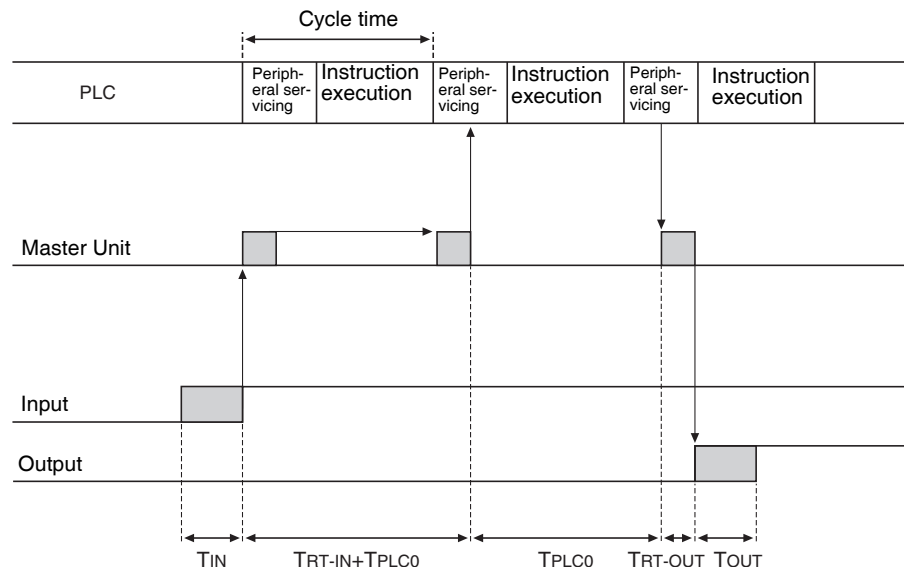 Cycle time
PLC
Periph-
eral ser-
vicing
Instruction
execution
Periph-
eral ser-
vicing
Instruction
execution
Periph-
eral ser-
vicing
Instruction
execution
Master Unit
Input
Output
TIN
TRT-IN+TPLC0
TPLC0
TRT-OUT
TOUT